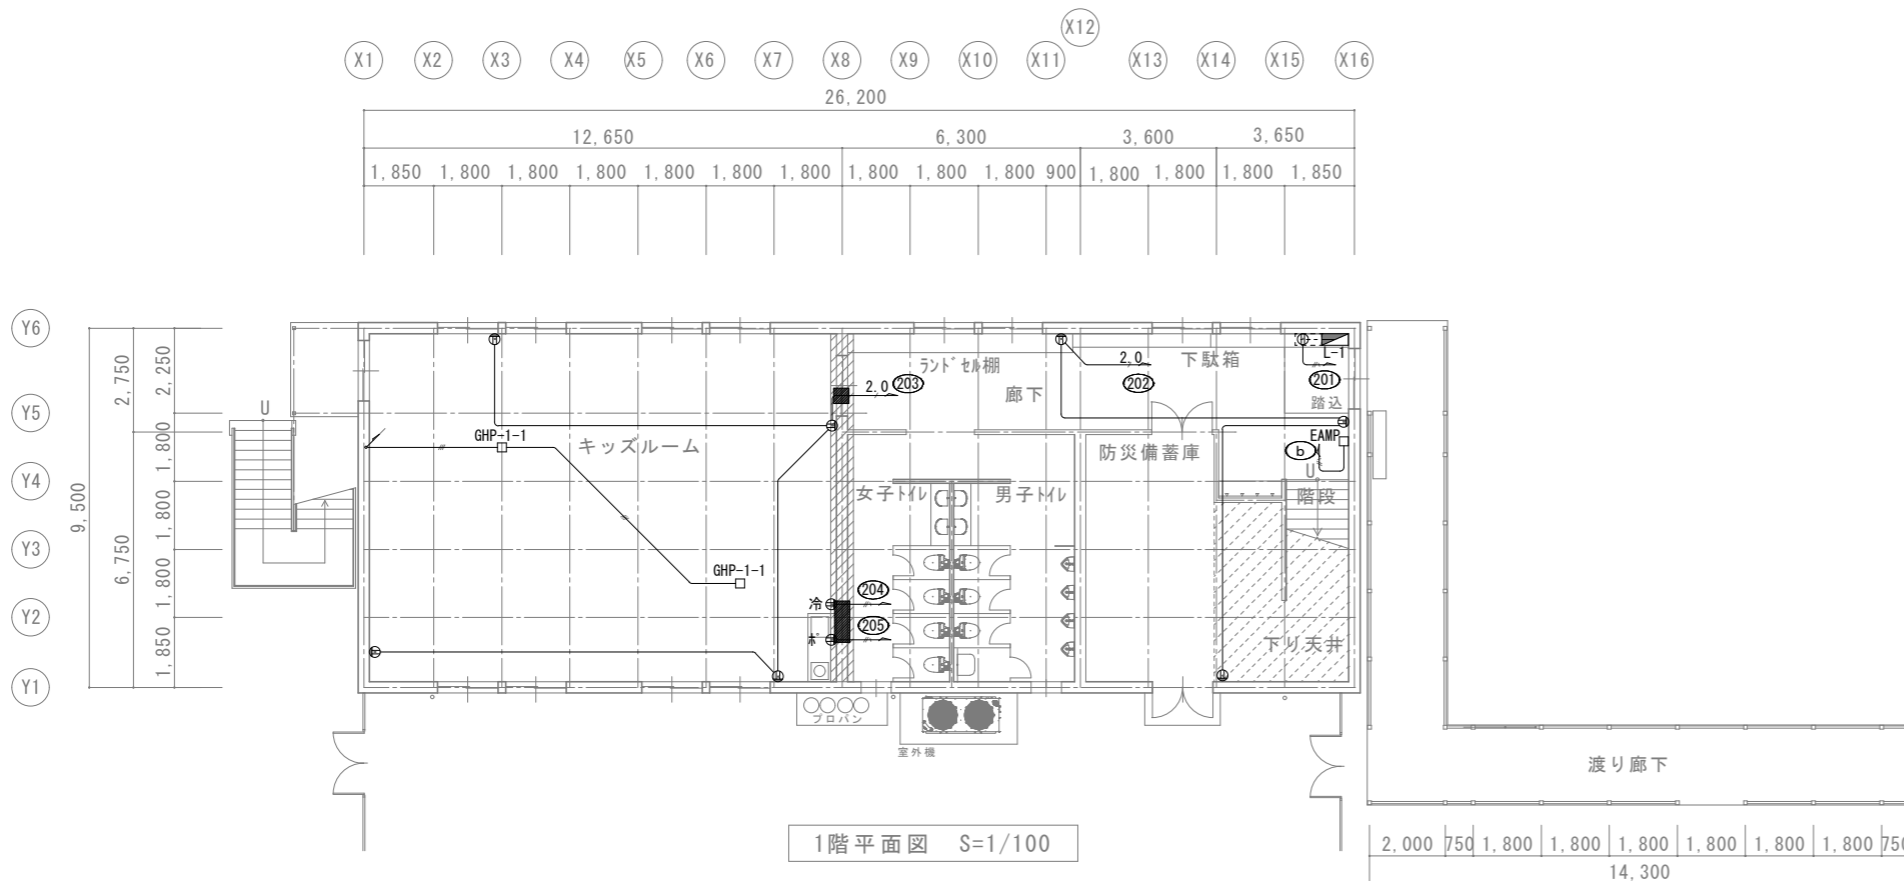 X12
X1 X2 X3 X4 X5 X6 X7 X8 X9 X10 X11 X13 X14 X15 X16
26,200
12,650 6,300 3,600 3,650
1,850 1,800 1,800 1,800 1,800 1,800 1,800 1,800 1,800 1,800 900 1,800 1,800 1,800 1,850
Y6
Y5
Y4
Y3
Y2
Y1
9,500
2,750
6,750
2,250
1,800
1,800
1,800
1,850
U
GHP-1-1
キッズルーム
GHP-1-1
2.0
203
ランドセル棚
廊下
2.0
202
下駄箱
L-1
201
踏込
EAMP
b
U
階段
防災備蓄庫
女子トイレ
男子トイレ
冷
204
ボ
205
下り天井
プロパン
室外機
渡り廊下
1階平面図 S=1/100
2,000 750 1,800 1,800 1,800 1,800 1,800 1,800 750
14,300